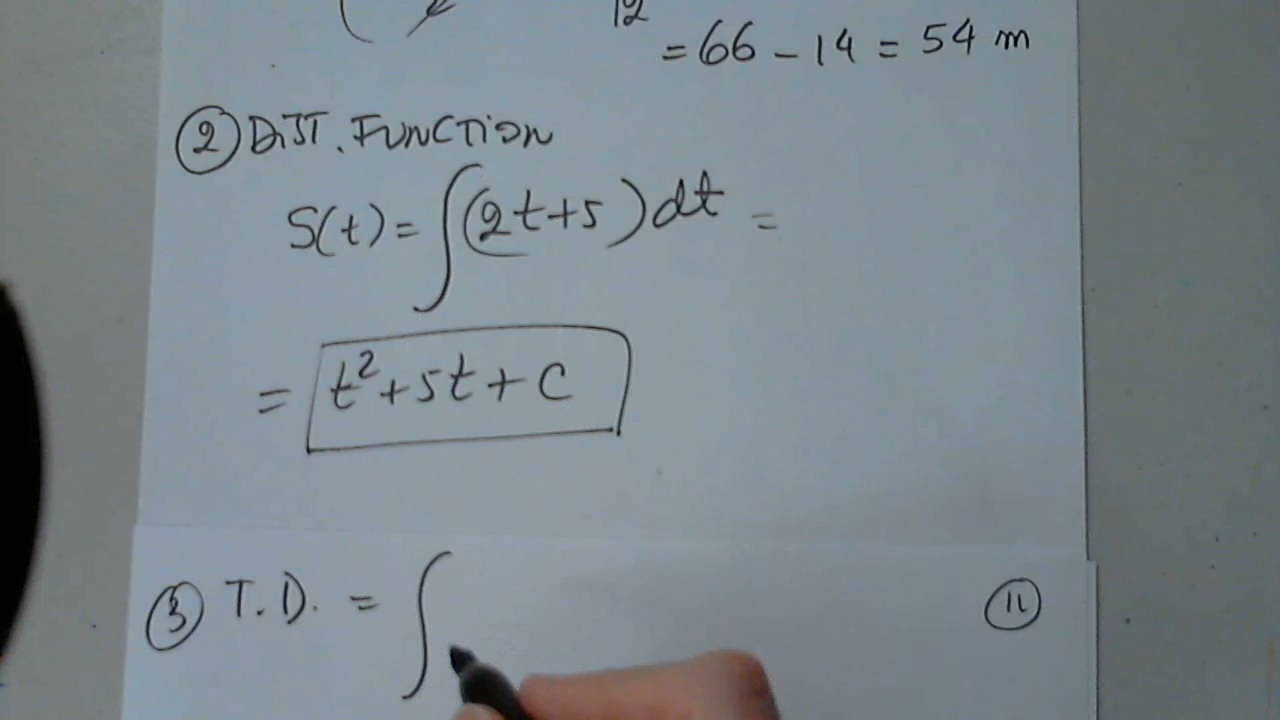 12
= 66 - 14 = 54 m
② DIST. FUNCTION
S(t) = ∫(2t+5)dt =
= t²+5t+c
③ T.D. = ∫
⑪